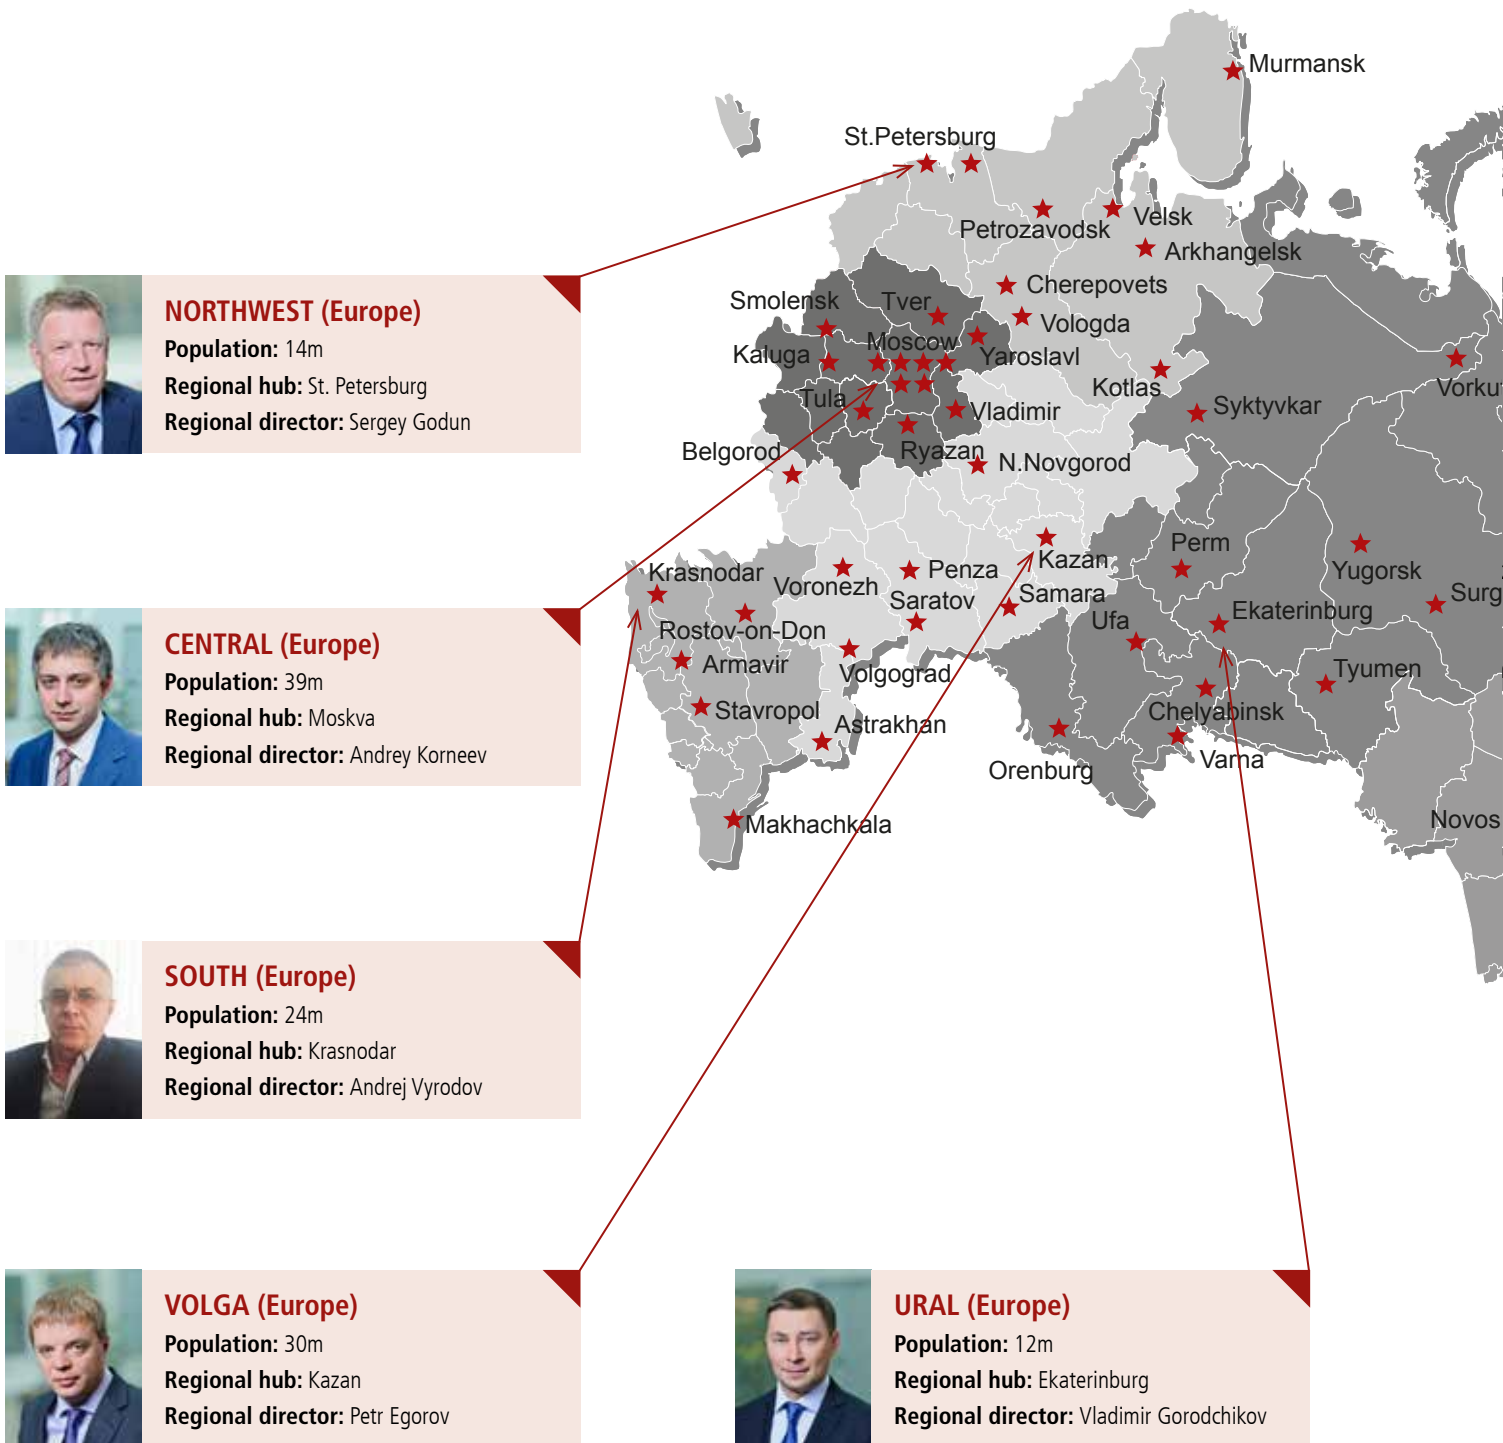 Murmansk
St.Petersburg
Petrozavodsk
Velsk
Arkhangelsk
Cherepovets
Smolensk
Tver
Vologda
Moscow
Kaluga
Yaroslavl
Kotlas
Vorkut
Tula
Vladimir
Syktyvkar
Belgorod
Ryazan
N.Novgorod
Krasnodar
Voronezh
Penza
Kazan
Perm
Yugorsk
Saratov
Samara
Ekaterinburg
Surg
Rostov-on-Don
Ufa
Armavir
Volgograd
Tyumen
Stavropol
Astrakhan
Chelyabinsk
Orenburg
Varna
Makhachkala
Novos
NORTHWEST (Europe)
Population: 14m
Regional hub: St. Petersburg
Regional director: Sergey Godun
CENTRAL (Europe)
Population: 39m
Regional hub: Moskva
Regional director: Andrey Korneev
SOUTH (Europe)
Population: 24m
Regional hub: Krasnodar
Regional director: Andrej Vyrodov
VOLGA (Europe)
Population: 30m
Regional hub: Kazan
Regional director: Petr Egorov
URAL (Europe)
Population: 12m
Regional hub: Ekaterinburg
Regional director: Vladimir Gorodchikov